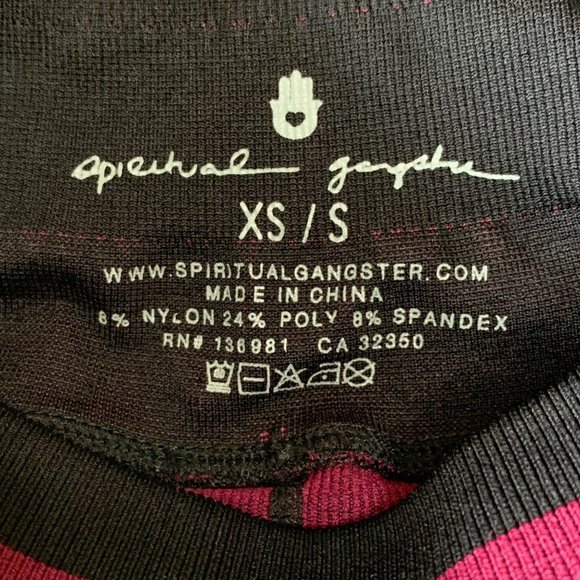 spiritual gangster
XS / S
WWW.SPIRITUALGANGSTER.COM
MADE IN CHINA
8% NYLON 24% POLY 8% SPANDEX
RN# 136981 CA 32350